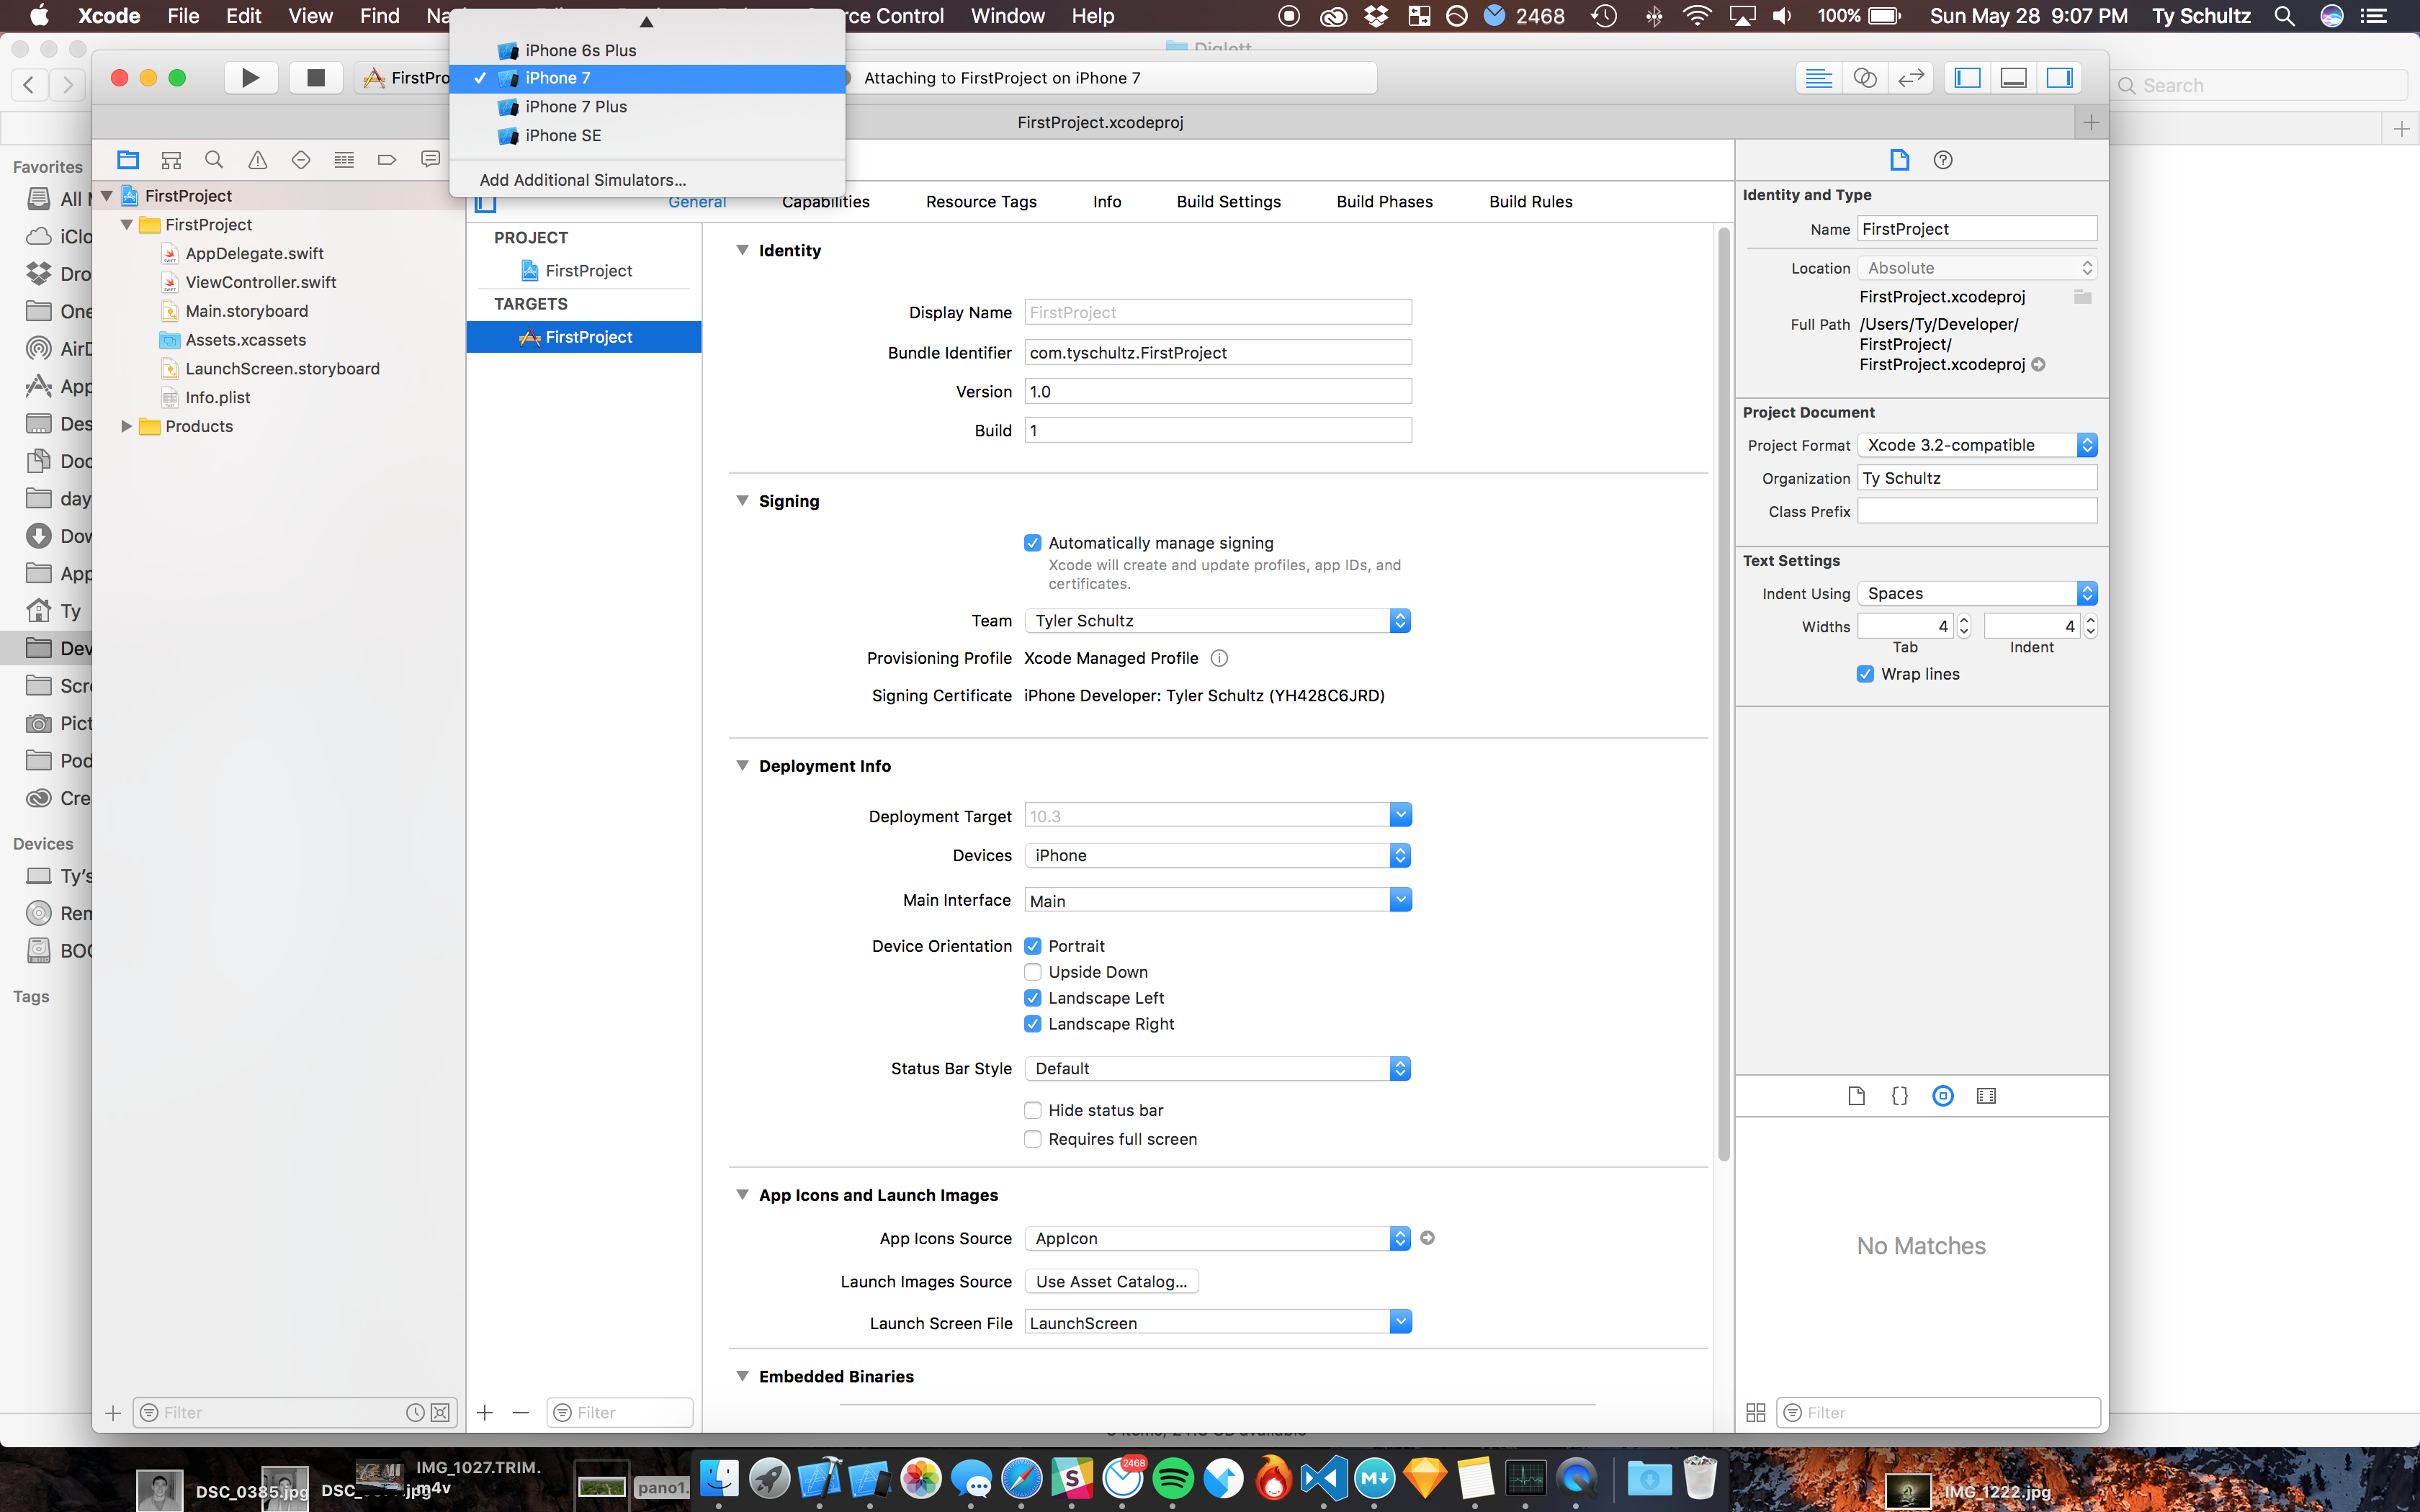 Xcode File Edit View Find Source Control Window Help
2468 100% Sun May 28 9:07 PM Ty Schultz
iPhone 6s Plus
iPhone 7
iPhone 7 Plus
iPhone SE
Add Additional Simulators...
Diglett
FirstPro
Attaching to FirstProject on iPhone 7
Search
FirstProject.xcodeproj
Favorites
All
iClo
Dro
One
AirD
App
Des
Doc
day
Dow
App
Ty
Dev
Scre
Pict
Pod
Cre
Devices
Ty's
Rem
BOO
Tags
FirstProject
FirstProject
AppDelegate.swift
ViewController.swift
Main.storyboard
Assets.xcassets
LaunchScreen.storyboard
Info.plist
Products
Filter
General Capabilities Resource Tags Info Build Settings Build Phases Build Rules
PROJECT
FirstProject
TARGETS
FirstProject
Filter
Identity
Display Name FirstProject
Bundle Identifier com.tyschultz.FirstProject
Version 1.0
Build 1
Signing
Automatically manage signing
Xcode will create and update profiles, app IDs, and
certificates.
Team Tyler Schultz
Provisioning Profile Xcode Managed Profile
Signing Certificate iPhone Developer: Tyler Schultz (YH428C6JRD)
Deployment Info
Deployment Target 10.3
Devices iPhone
Main Interface Main
Device Orientation Portrait
Upside Down
Landscape Left
Landscape Right
Status Bar Style Default
Hide status bar
Requires full screen
App Icons and Launch Images
App Icons Source AppIcon
Launch Images Source Use Asset Catalog...
Launch Screen File LaunchScreen
Embedded Binaries
Identity and Type
Name FirstProject
Location Absolute
FirstProject.xcodeproj
Full Path /Users/Ty/Developer/
FirstProject/
FirstProject.xcodeproj
Project Document
Project Format Xcode 3.2-compatible
Organization Ty Schultz
Class Prefix
Text Settings
Indent Using Spaces
Widths 4 4
Tab Indent
Wrap lines
No Matches
Filter
DSC_0385.jpg
IMG_1027.TRIM.
m4v
pano1.
2468
IMG_1222.jpg